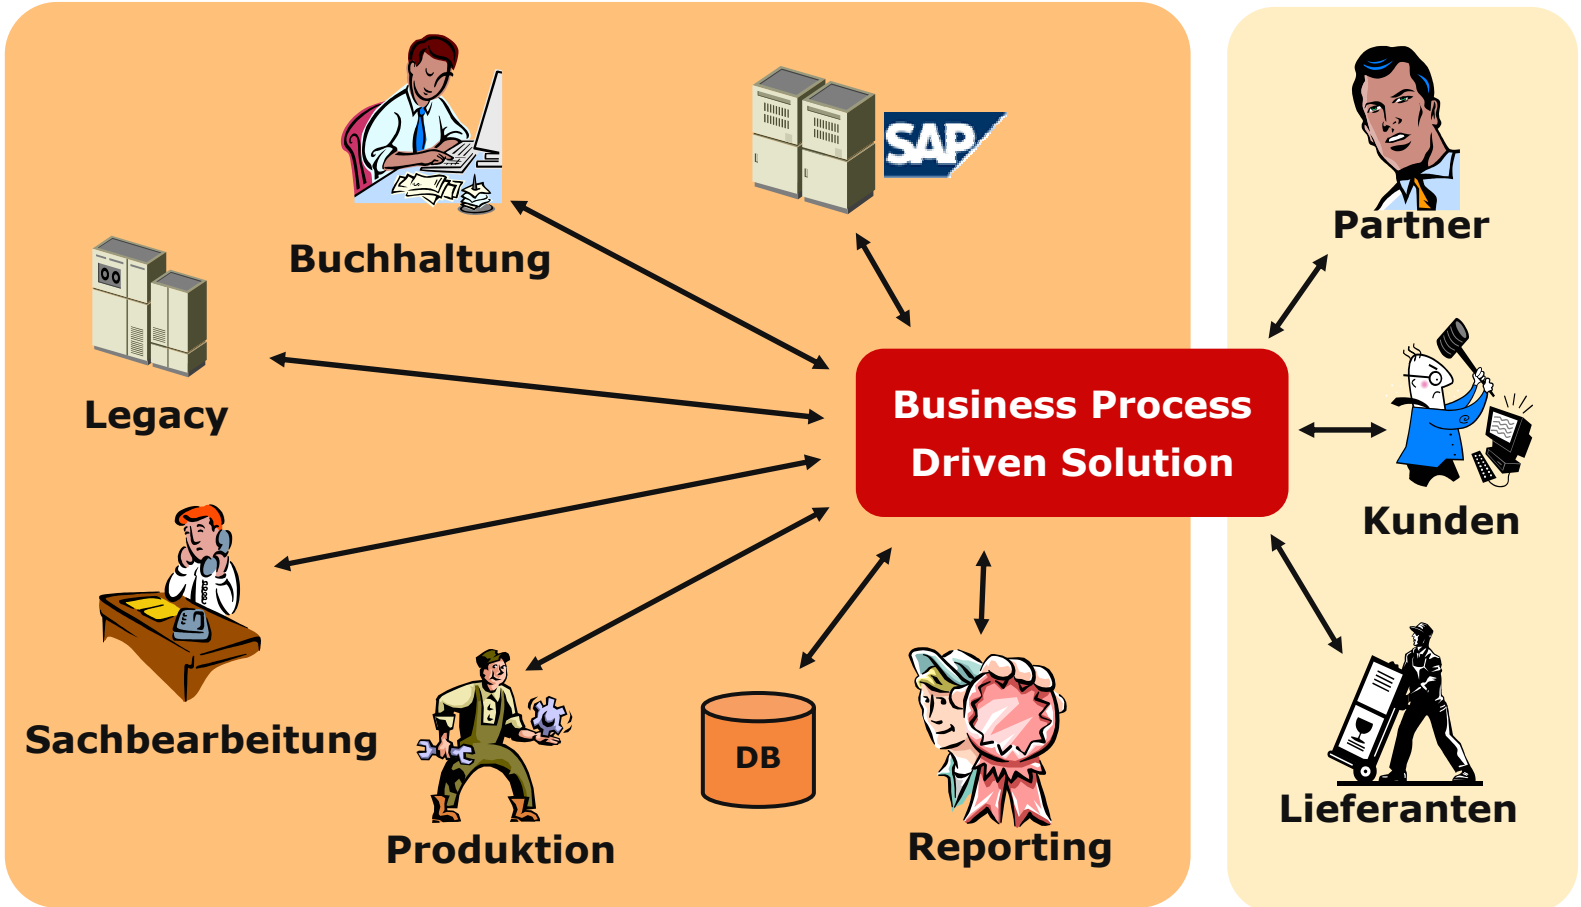 SAP
Partner
Buchhaltung
Legacy
Business Process
Driven Solution
Kunden
Sachbearbeitung
DB
Lieferanten
Produktion
Reporting